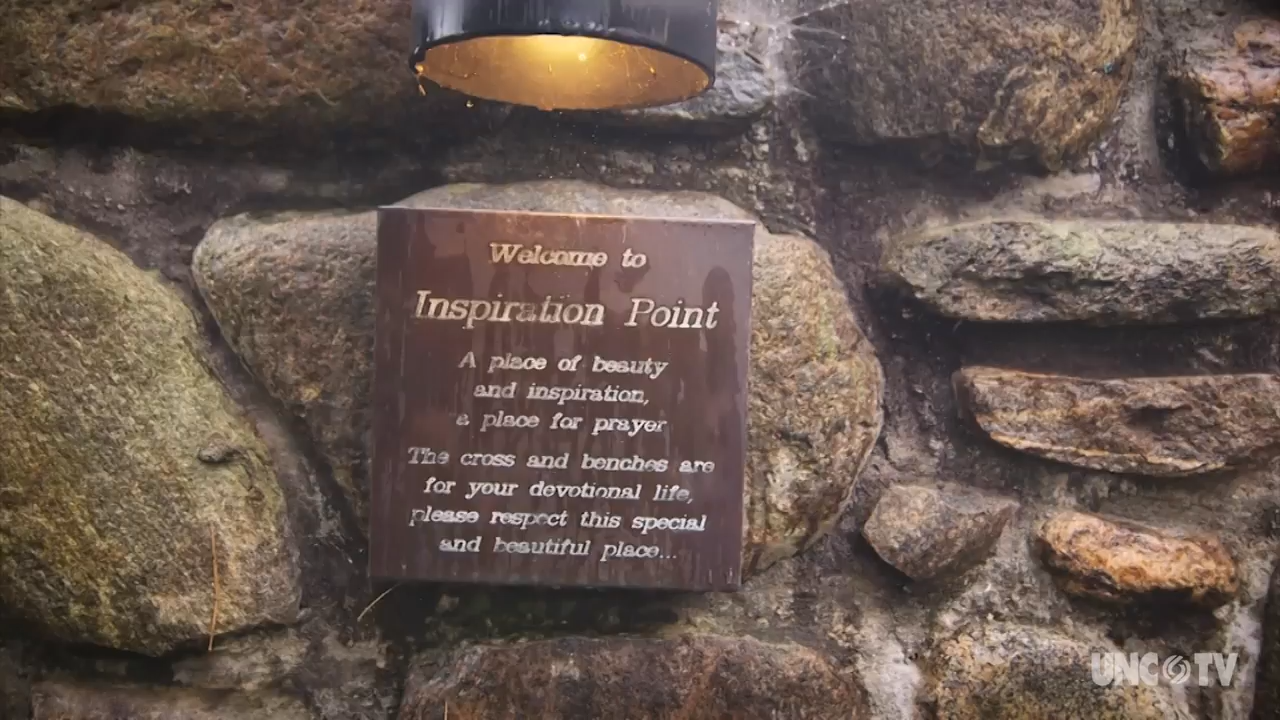 Welcome to
Inspiration Point
A place of beauty
and inspiration,
a place for prayer
The cross and benches are
for your devotional life,
please respect this special
and beautiful place...
UNC TV